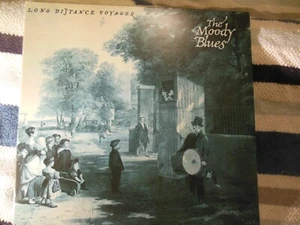 LONG DISTANCE VOYAGER
The
Moody
Blues